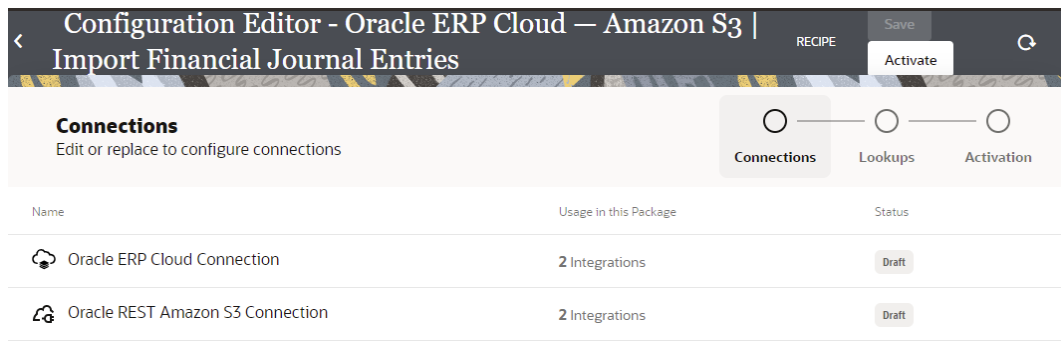 Configuration Editor - Oracle ERP Cloud — Amazon S3 |
Import Financial Journal Entries
RECIPE
Save
Activate
Connections
Edit or replace to configure connections
Connections
Lookups
Activation
Name
Usage in this Package
Status
Oracle ERP Cloud Connection
2 Integrations
Draft
Oracle REST Amazon S3 Connection
2 Integrations
Draft